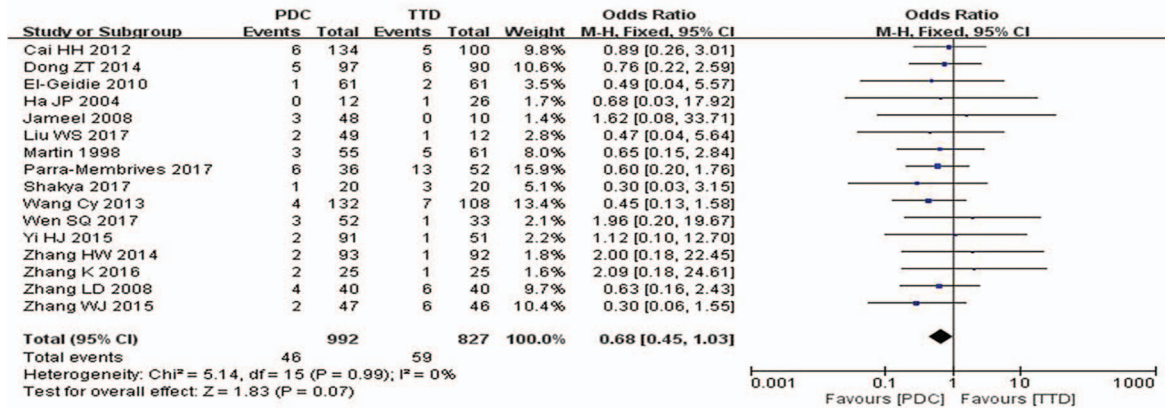 PDC TTD Odds Ratio Odds Ratio
Study or Subgroup Events Total Events Total Weight M-H, Fixed, 95% CI M-H, Fixed, 95% CI
Cai HH 2012 6 134 5 100 9.8% 0.89 [0.26, 3.01]
Dong ZT 2014 5 97 6 90 10.6% 0.76 [0.22, 2.59]
El-Geidie 2010 1 61 2 61 3.5% 0.49 [0.04, 5.57]
Ha JP 2004 0 12 1 26 1.7% 0.68 [0.03, 17.92]
Jameel 2008 3 48 0 10 1.4% 1.62 [0.08, 33.71]
Liu WS 2017 2 49 1 12 2.8% 0.47 [0.04, 5.64]
Martin 1998 3 55 5 61 8.0% 0.65 [0.15, 2.84]
Parra-Membrives 2017 6 36 13 52 15.9% 0.60 [0.20, 1.76]
Shakya 2017 1 20 3 20 5.1% 0.30 [0.03, 3.15]
Wang Cy 2013 4 132 7 108 13.4% 0.45 [0.13, 1.58]
Wen SQ 2017 3 52 1 33 2.1% 1.96 [0.20, 19.67]
Yi HJ 2015 2 91 1 51 2.2% 1.12 [0.10, 12.70]
Zhang HW 2014 2 93 1 92 1.8% 2.00 [0.18, 22.45]
Zhang K 2016 2 25 1 25 1.6% 2.09 [0.18, 24.61]
Zhang LD 2008 4 40 6 40 9.7% 0.63 [0.16, 2.43]
Zhang WJ 2015 2 47 6 46 10.4% 0.30 [0.06, 1.55]
Total (95% CI) 992 827 100.0% 0.68 [0.45, 1.03]
Total events 46 59
Heterogeneity: Chi² = 5.14, df = 15 (P = 0.99); I² = 0%
Test for overall effect: Z = 1.83 (P = 0.07)
0.001 0.1 1 10 1000
Favours [PDC] Favours [TTD]